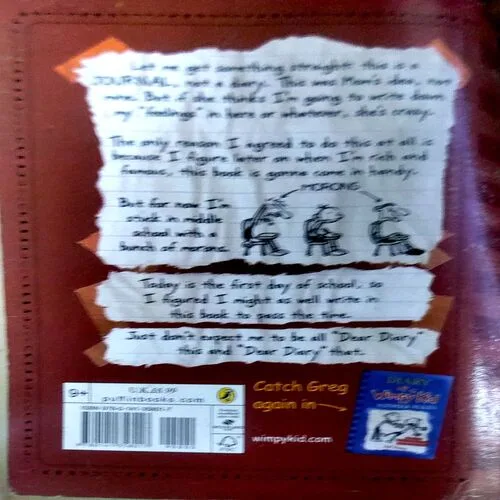 Let me get something straight: this is a
JOURNAL, not a diary. This was Mom's idea, not
mine. But if she thinks I'm going to write down
my "feelings" in here or whatever, she's crazy.
The only reason I agreed to do this at all is
because I figure later on when I'm rich and
famous, this book is gonna come in handy.
MORONS
But for now I'm
stuck in middle
school with a
bunch of morons.
Today is the first day of school, so
I figured I might as well write in
this book to pass the time.
Just don't expect me to be all "Dear Diary"
this and "Dear Diary" that.
9+
puffinbooks.com
Catch Greg
again in
wimpykid.com
DIARY
Wimpy Kid